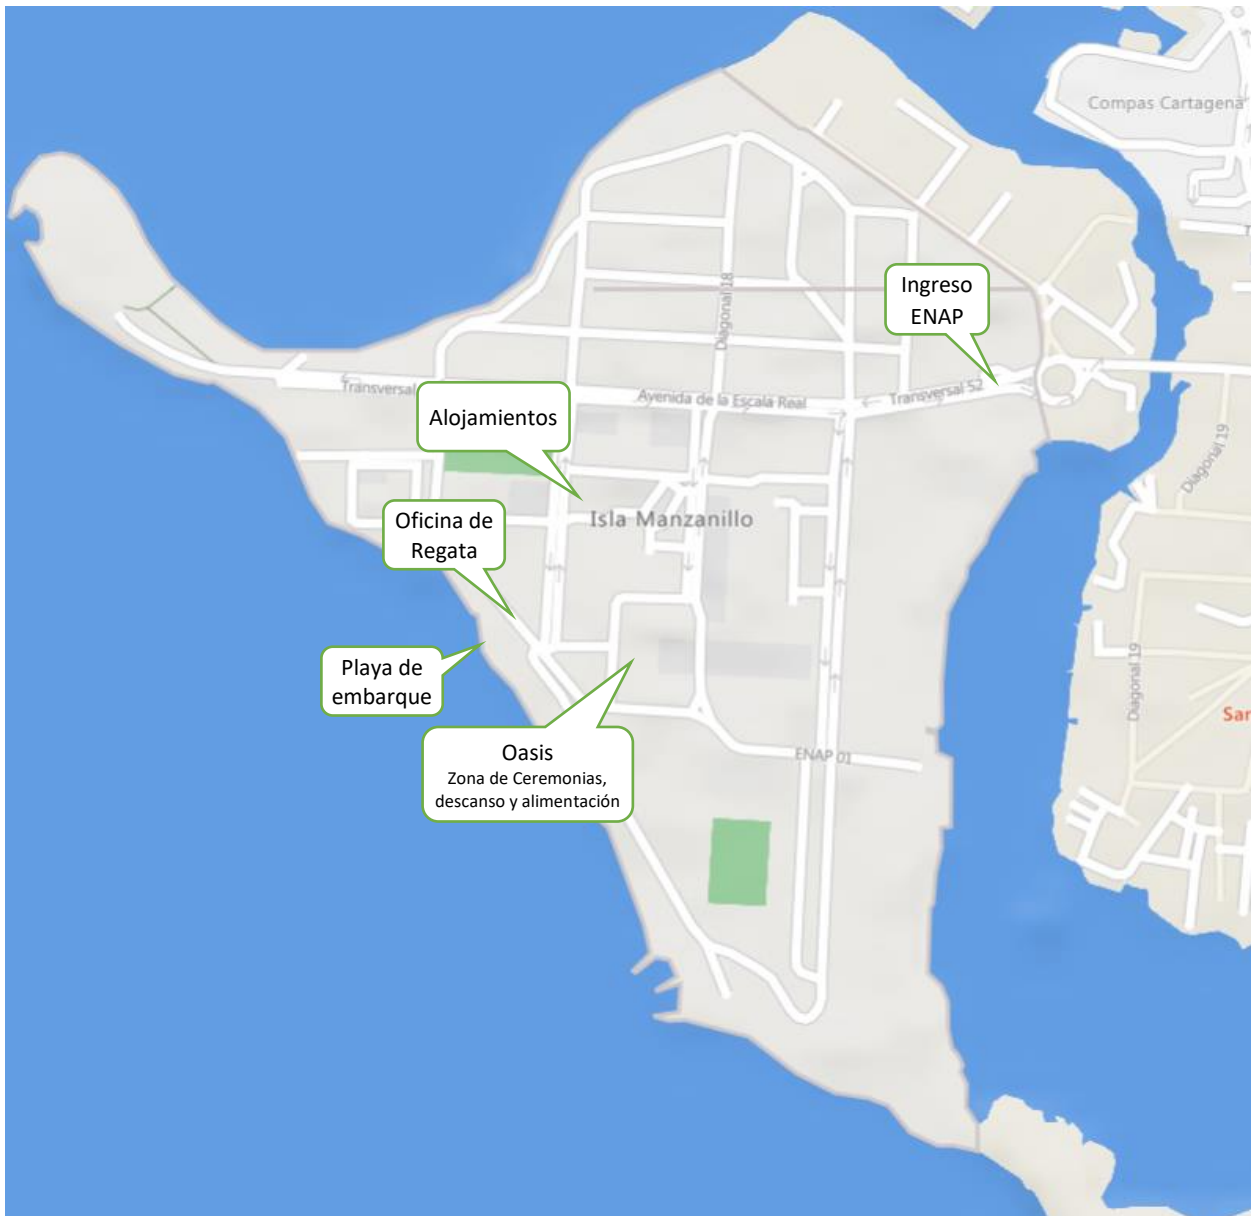 Compas Cartagena
Ingreso
ENAP
Diagonal 18
Transversal
Avenida de la Escala Real
Transversal 52
Alojamientos
Diagonal 19
Oficina de
Regata
Isla Manzanillo
Playa de
embarque
Diagonal 19
San
Oasis
Zona de Ceremonias,
descanso y alimentación
ENAP 01